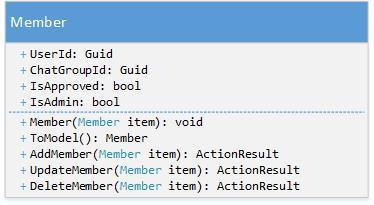 Member
+ UserId: Guid
+ ChatGroupId: Guid
+ IsApproved: bool
+ IsAdmin: bool
+ Member(Member item): void
+ ToModel(): Member
+ AddMember(Member item): ActionResult
+ UpdateMember(Member item): ActionResult
+ DeleteMember(Member item): ActionResult